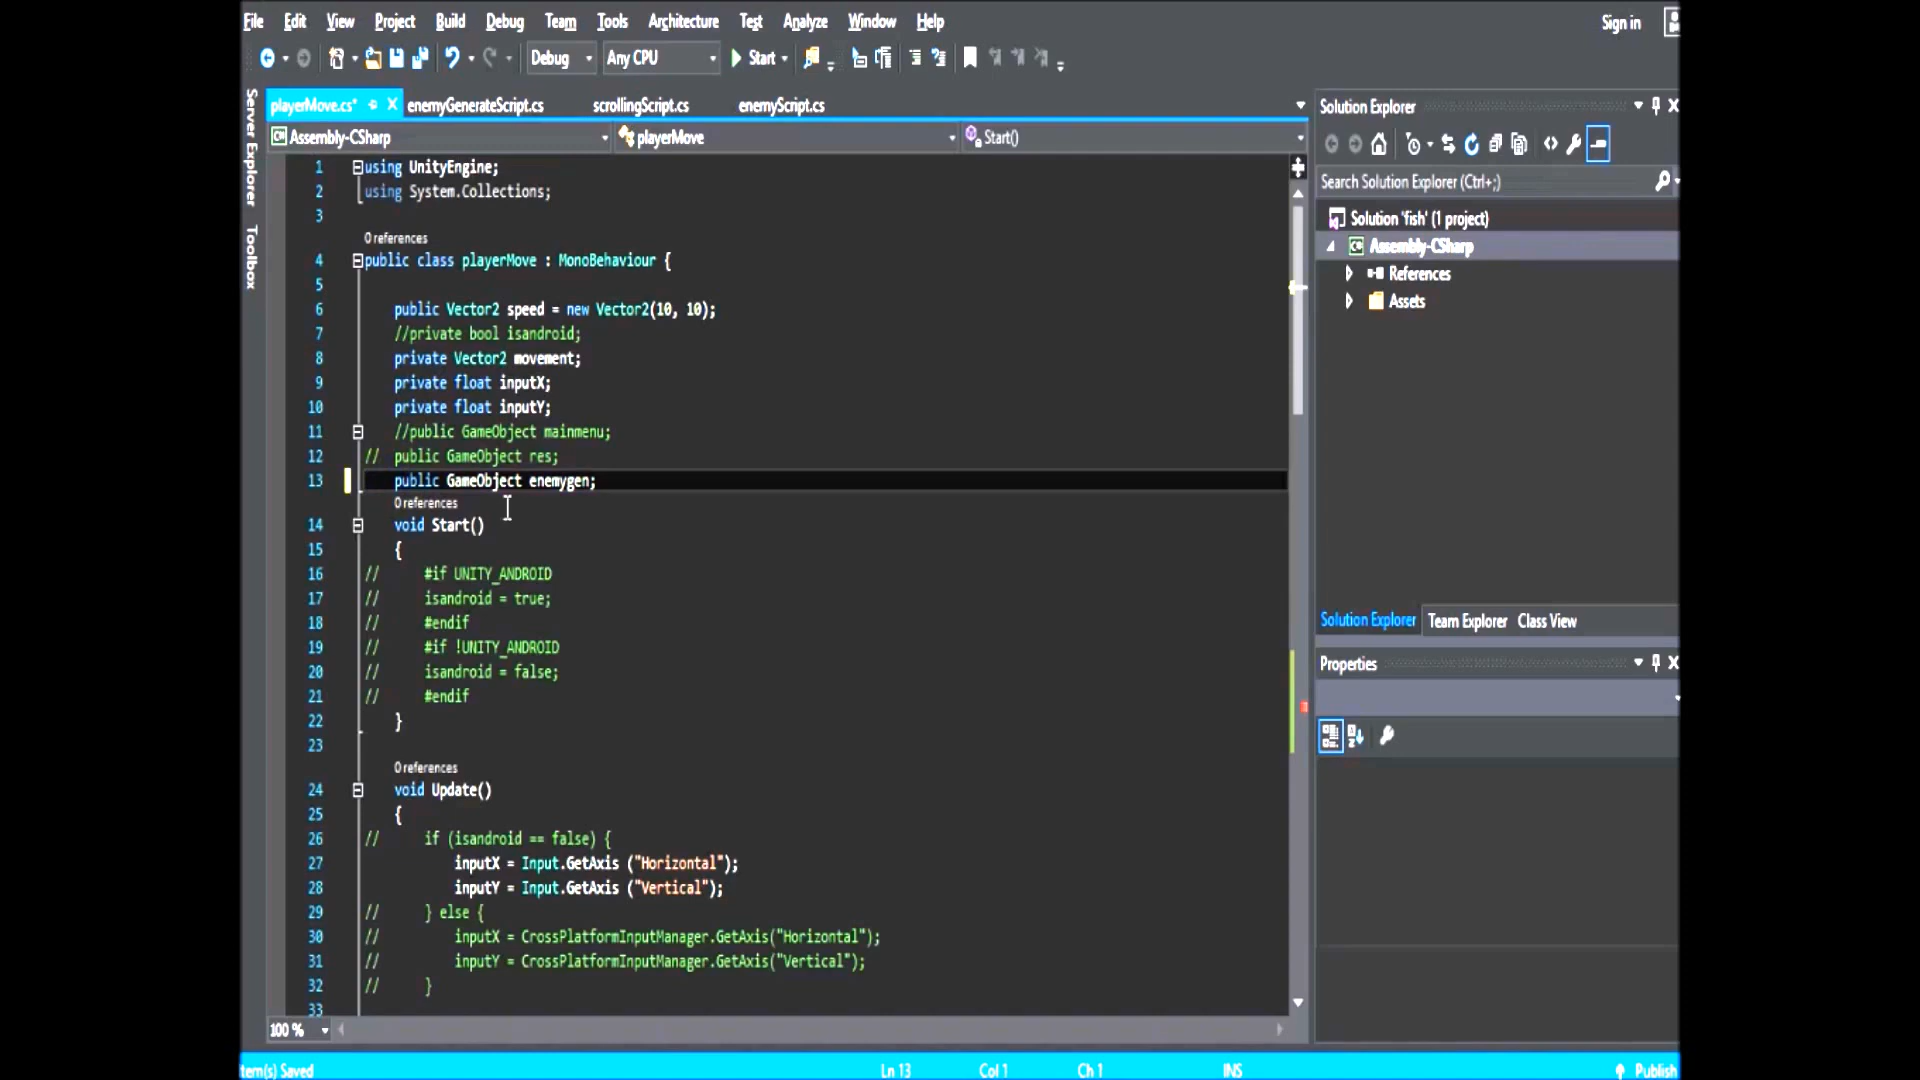 File Edit View Project Build Debug Team Tools Architecture Test Analyze Window Help Sign in
Debug Any CPU Start
Server Explorer
Toolbox
playerMove.cs* enemyGenerateScript.cs scrollingScript.cs enemyScript.cs
Assembly-CSharp playerMove Start()
1 using UnityEngine;
2 using System.Collections;
3
0 references
4 public class playerMove : MonoBehaviour {
5
6 public Vector2 speed = new Vector2(10, 10);
7 //private bool isandroid;
8 private Vector2 movement;
9 private float inputX;
10 private float inputY;
11 //public GameObject mainmenu;
12 // public GameObject res;
13 public GameObject enemygen;
0 references
14 void Start()
15 {
16 // #if UNITY_ANDROID
17 // isandroid = true;
18 // #endif
19 // #if !UNITY_ANDROID
20 // isandroid = false;
21 // #endif
22 }
23
0 references
24 void Update()
25 {
26 // if (isandroid == false) {
27 inputX = Input.GetAxis ("Horizontal");
28 inputY = Input.GetAxis ("Vertical");
29 // } else {
30 // inputX = CrossPlatformInputManager.GetAxis("Horizontal");
31 // inputY = CrossPlatformInputManager.GetAxis("Vertical");
32 // }
33
100 %
Solution Explorer
Search Solution Explorer (Ctrl+;)
Solution 'fish' (1 project)
Assembly-CSharp
References
Assets
Solution Explorer Team Explorer Class View
Properties
tem(s) Saved Ln 13 Col 1 Ch 1 INS Publish